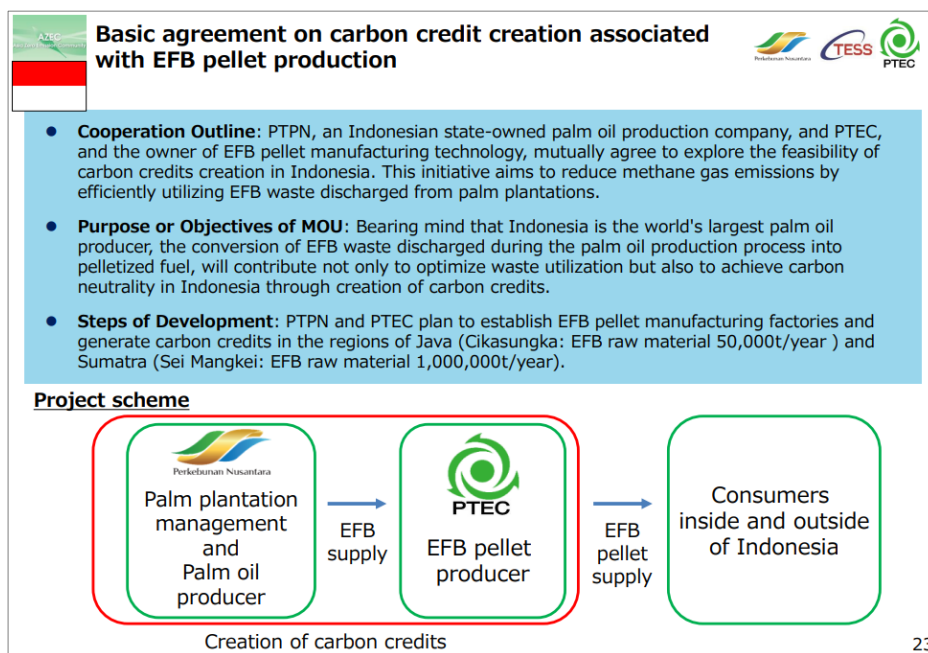 AZEC
Basic agreement on carbon credit creation associated
with EFB pellet production
Perkebunan Nusantara
TESS
PTEC
● Cooperation Outline: PTPN, an Indonesian state-owned palm oil production company, and PTEC,
and the owner of EFB pellet manufacturing technology, mutually agree to explore the feasibility of
carbon credits creation in Indonesia. This initiative aims to reduce methane gas emissions by
efficiently utilizing EFB waste discharged from palm plantations.
● Purpose or Objectives of MOU: Bearing mind that Indonesia is the world's largest palm oil
producer, the conversion of EFB waste discharged during the palm oil production process into
pelletized fuel, will contribute not only to optimize waste utilization but also to achieve carbon
neutrality in Indonesia through creation of carbon credits.
● Steps of Development: PTPN and PTEC plan to establish EFB pellet manufacturing factories and
generate carbon credits in the regions of Java (Cikasungka: EFB raw material 50,000t/year ) and
Sumatra (Sei Mangkei: EFB raw material 1,000,000t/year).
Project scheme
Perkebunan Nusantara
Palm plantation
management
and
Palm oil
producer
EFB
supply
PTEC
EFB pellet
producer
EFB
pellet
supply
Consumers
inside and outside
of Indonesia
Creation of carbon credits
23